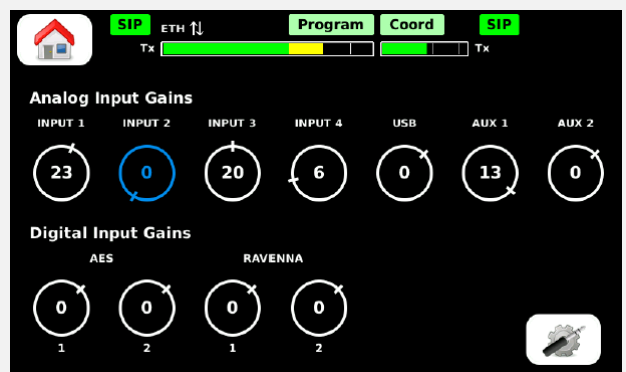 SIP ETH Program Coord SIP
Tx Tx
Analog Input Gains
INPUT 1 INPUT 2 INPUT 3 INPUT 4 USB AUX 1 AUX 2
23 0 20 6 0 13 0
Digital Input Gains
AES RAVENNA
0 0 0 0
1 2 1 2